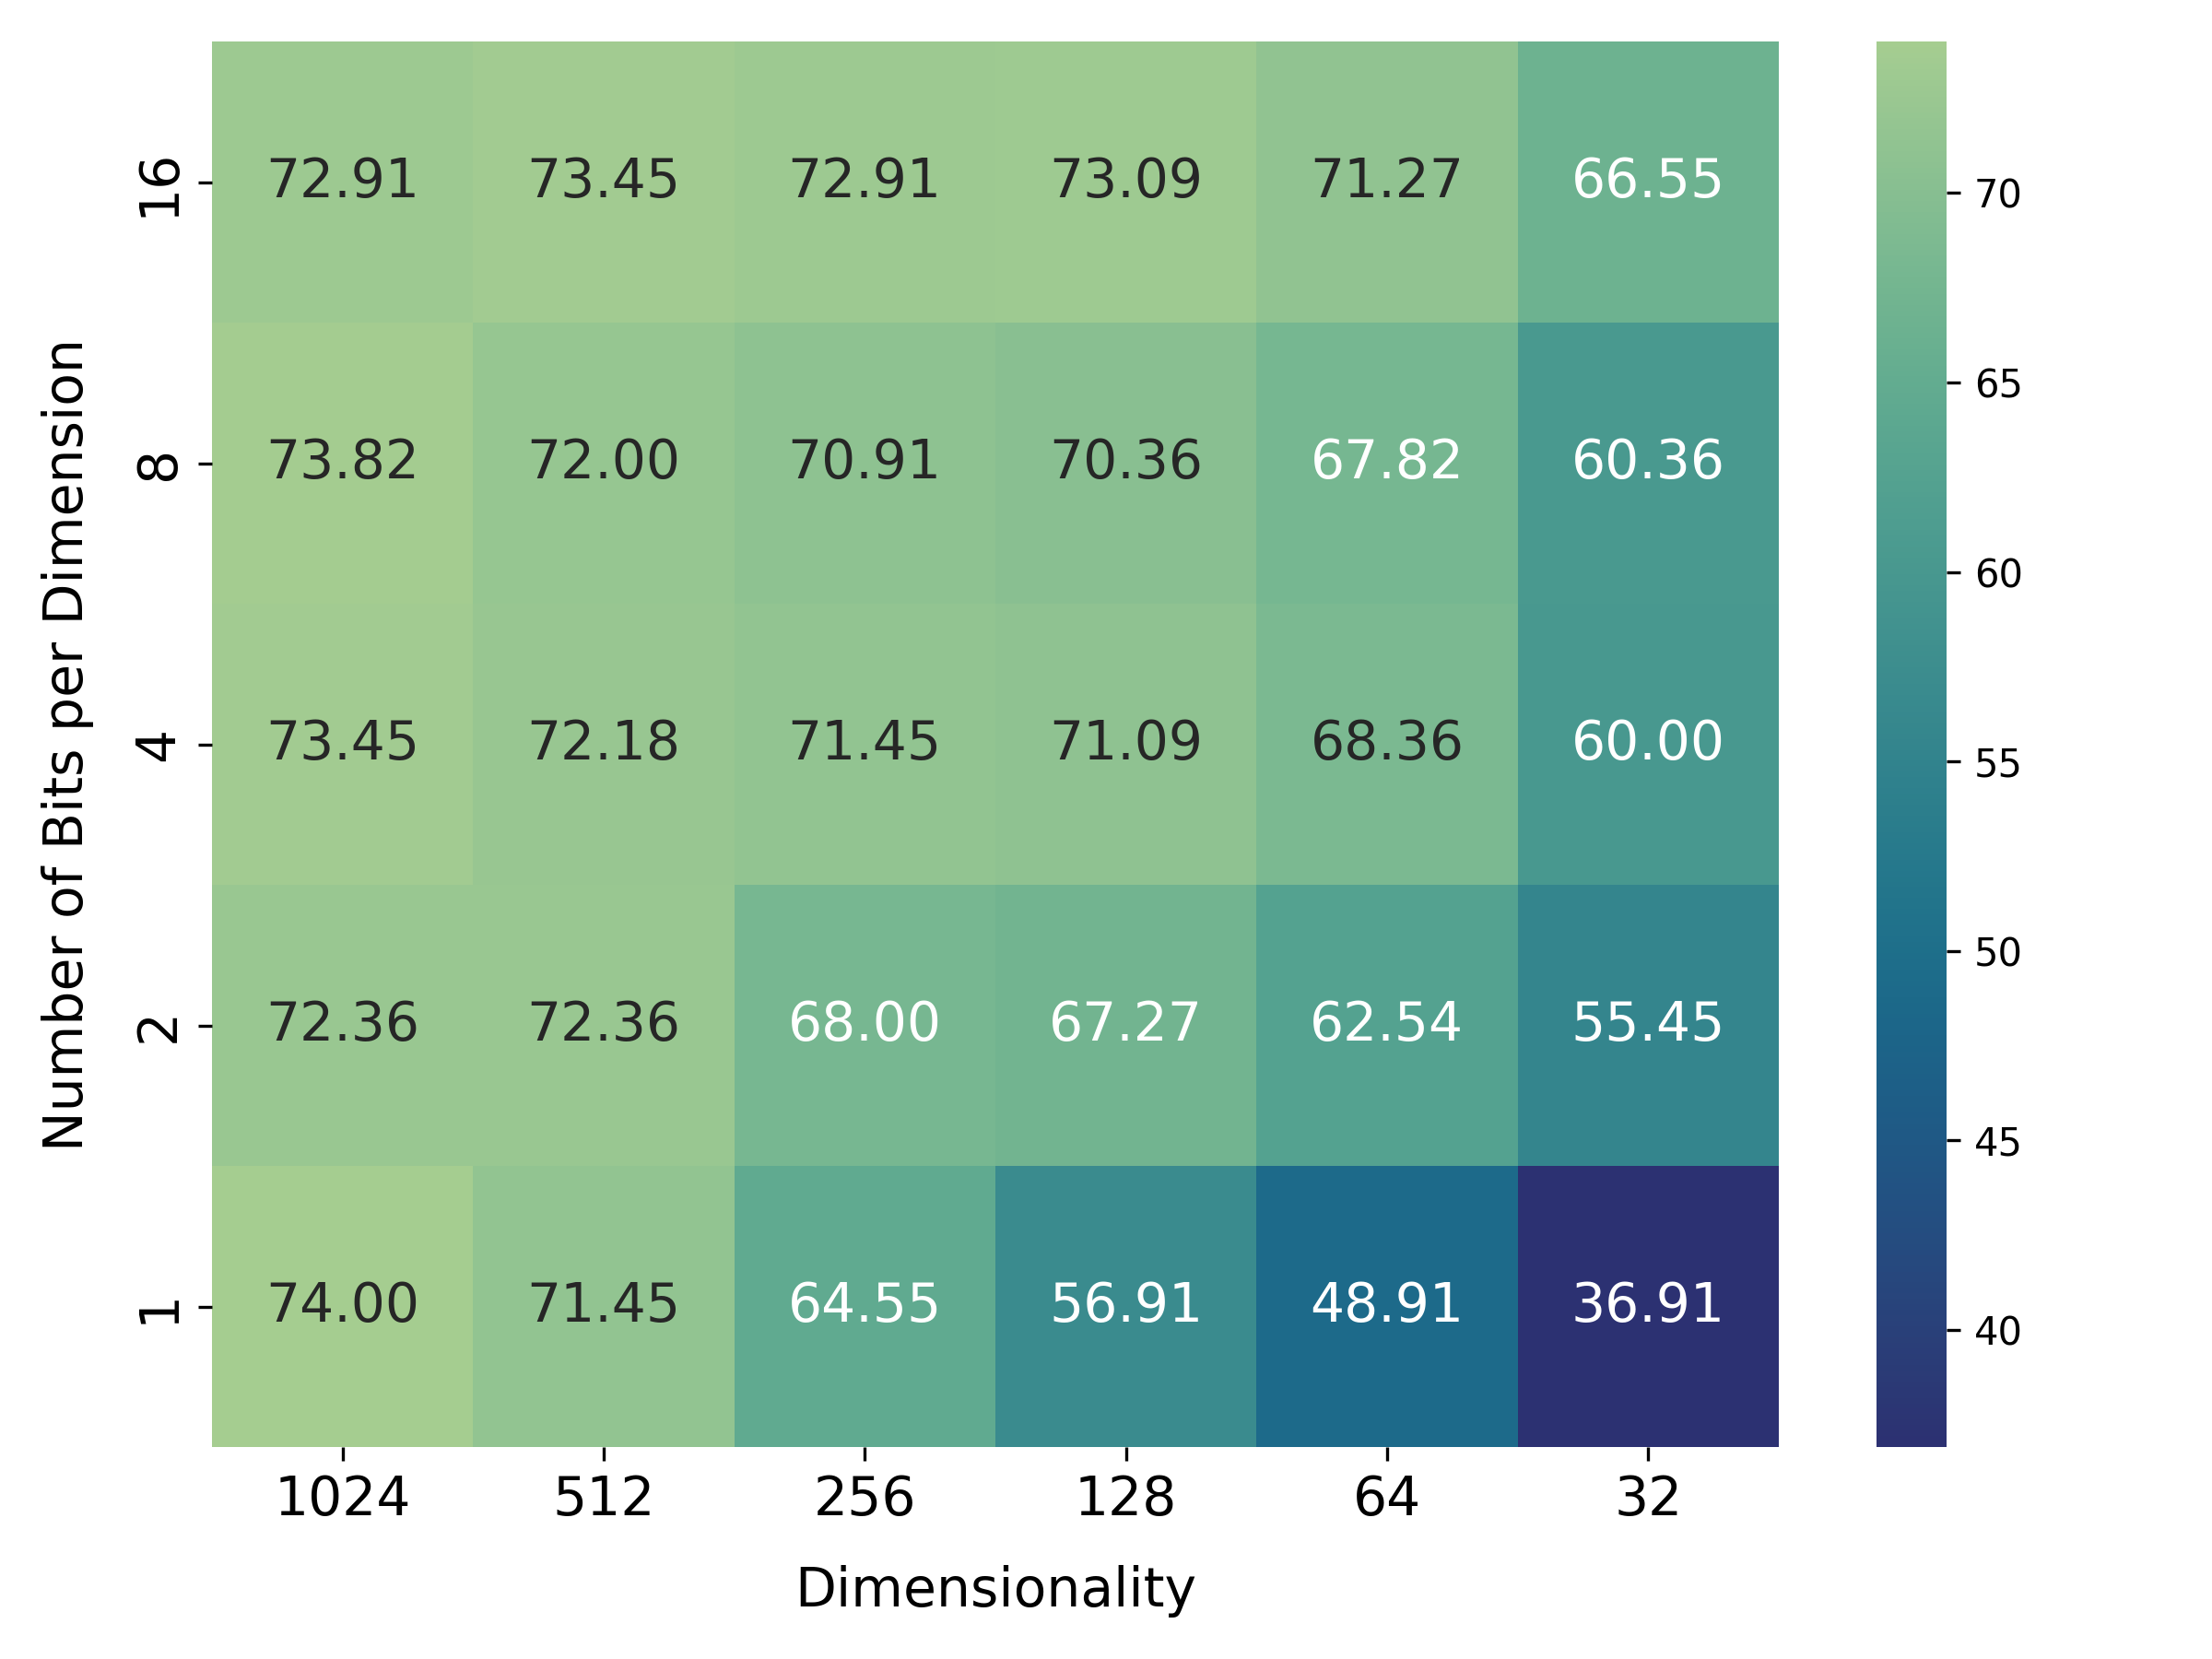 Number of Bits per Dimension
16 72.91 73.45 72.91 73.09 71.27 66.55
8 73.82 72.00 70.91 70.36 67.82 60.36
4 73.45 72.18 71.45 71.09 68.36 60.00
2 72.36 72.36 68.00 67.27 62.54 55.45
1 74.00 71.45 64.55 56.91 48.91 36.91
1024 512 256 128 64 32
Dimensionality
70
65
60
55
50
45
40